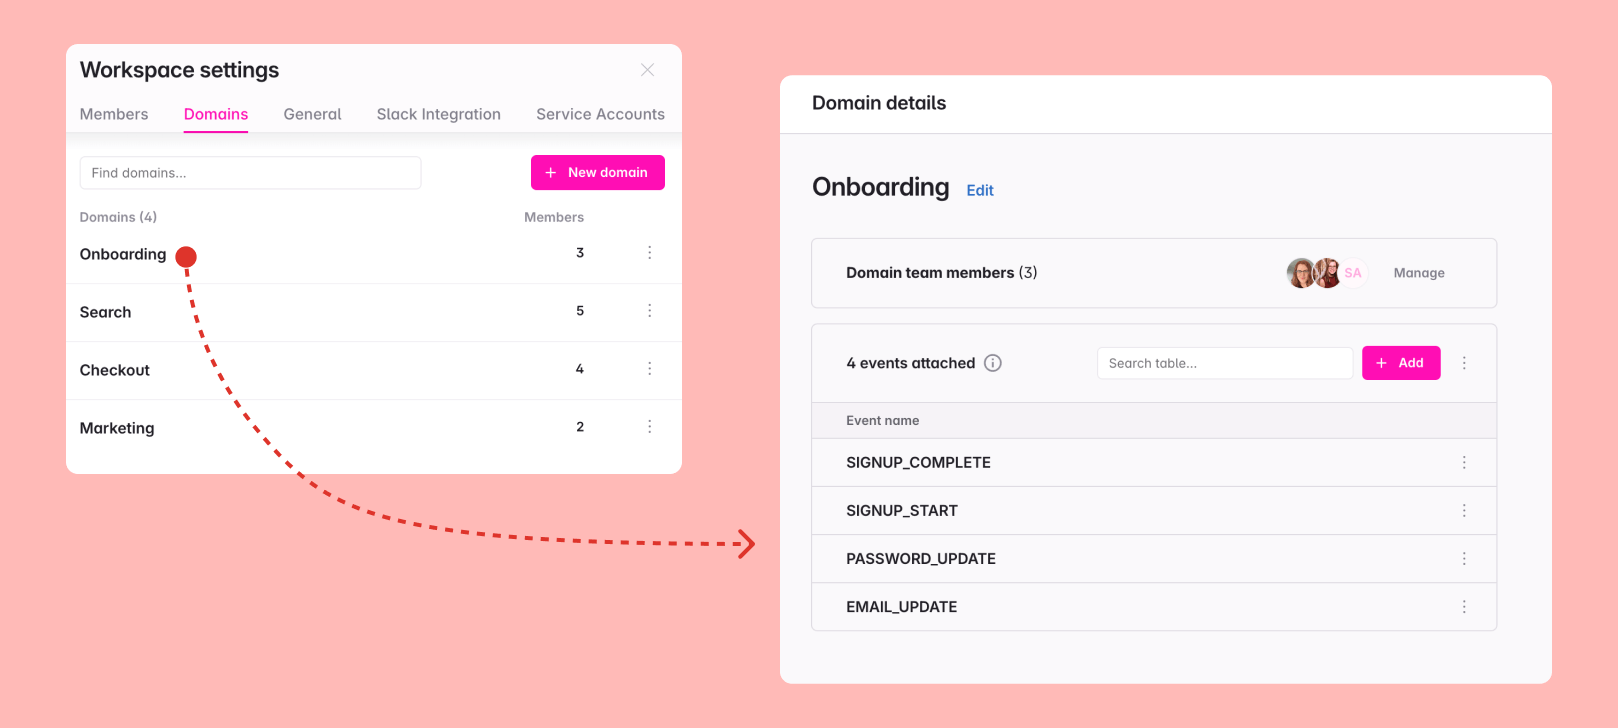 Workspace settings
Members Domains General Slack Integration Service Accounts
Find domains...
+ New domain
Domains (4) Members
Onboarding 3
Search 5
Checkout 4
Marketing 2
Domain details
Onboarding Edit
Domain team members (3) SA Manage
4 events attached Search table... + Add
Event name
SIGNUP_COMPLETE
SIGNUP_START
PASSWORD_UPDATE
EMAIL_UPDATE